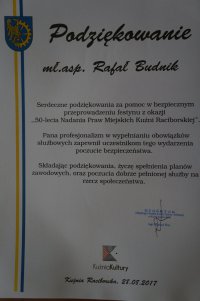 Podziękowanie
mł.asp. Rafał Budnik
Serdeczne podziękowania za pomoc w bezpiecznym
przeprowadzeniu festynu z okazji
„50-lecia Nadania Praw Miejskich Kuźni Raciborskiej".
Pana profesjonalizm w wypełnianiu obowiązków
służbowych zapewnił uczestnikom tego wydarzenia
poczucie bezpieczeństwa.
Składając podziękowania, życzę spełnienia planów
zawodowych, oraz poczucia dobrze pełnionej służby na
rzecz społeczeństwa.
KuźniaKultury
Kuźnia Raciborska, 28.08.2017